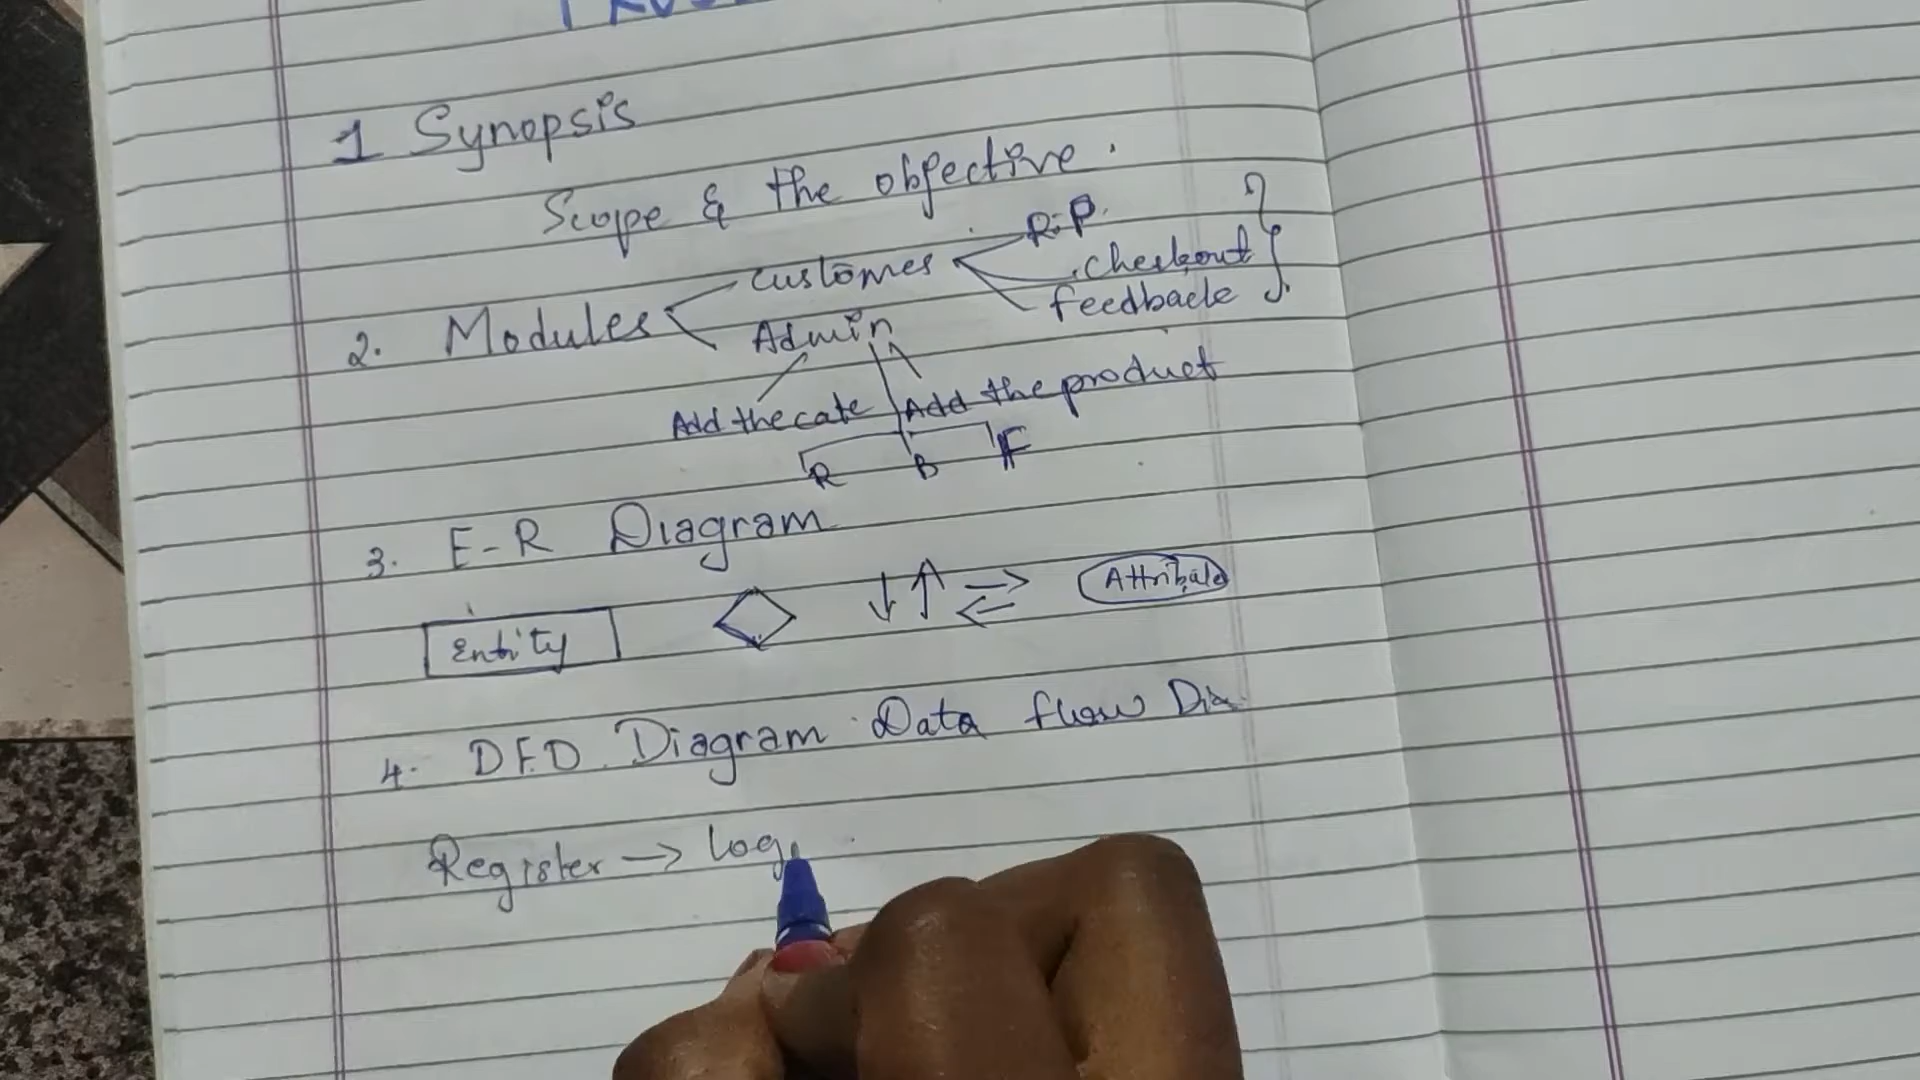 1 Synopsis
Scope & the objective.
R.P.
Customer
Checkout
feedback
2. Modules
Admin
Add the cate Add the product
R B F
3. E-R Diagram
Entity
Attribute
4. D.F.D. Diagram Data flow Dia.
Register → Log